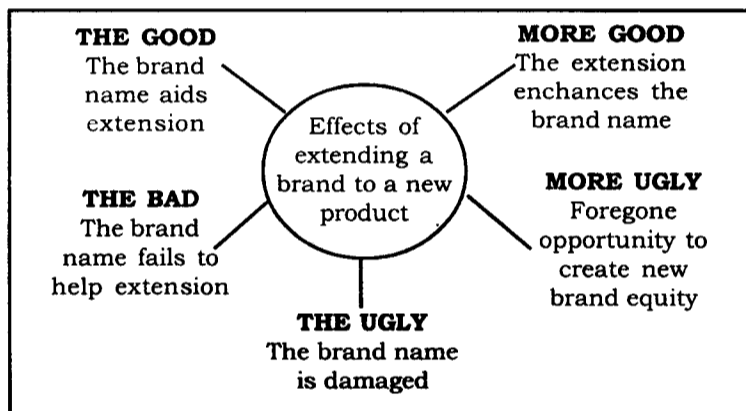 THE GOOD
The brand
name aids
extension
MORE GOOD
The extension
enchances the
brand name
Effects of
extending a
brand to a new
product
THE BAD
The brand
name fails to
help extension
MORE UGLY
Foregone
opportunity to
create new
brand equity
THE UGLY
The brand name
is damaged